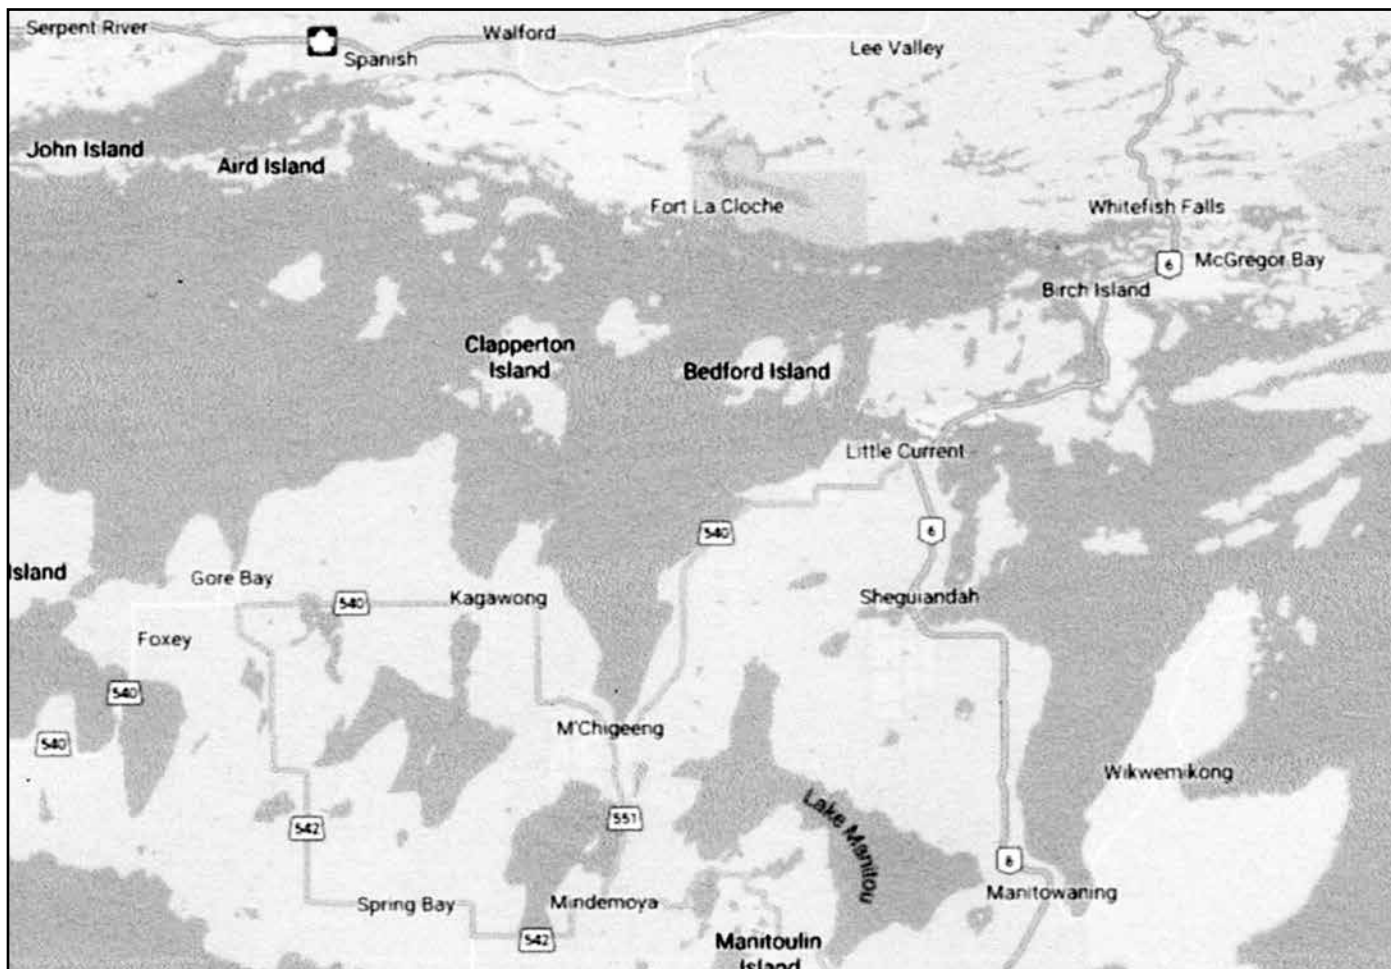 Serpent River
Spanish
Walford
Lee Valley
John Island
Aird Island
Fort La Cloche
Whitefish Falls
6
McGregor Bay
Birch Island
Clapperton
Island
Bedford Island
Little Current
540
6
Island
Gore Bay
540
Kagawong
Sheguiandah
Foxey
540
540
M'Chigeeng
Wikwemikong
542
551
Lake Manitou
6
Manitowaning
Spring Bay
Mindemoya
542
Manitoulin
Island